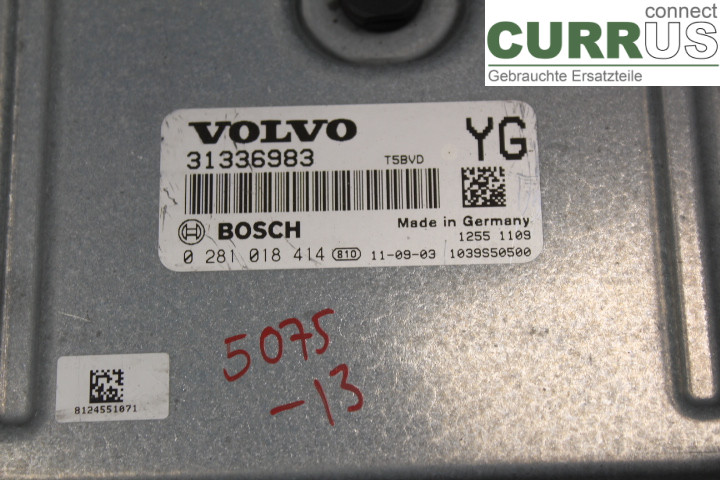 connect
CURRUS
Gebrauchte Ersatzteile
VOLVO
YG
31336983
T5BVD
BOSCH
Made in Germany
1255 1109
0 281 018 414 810 11-09-03 1039S50500
5075
-13
8124551071